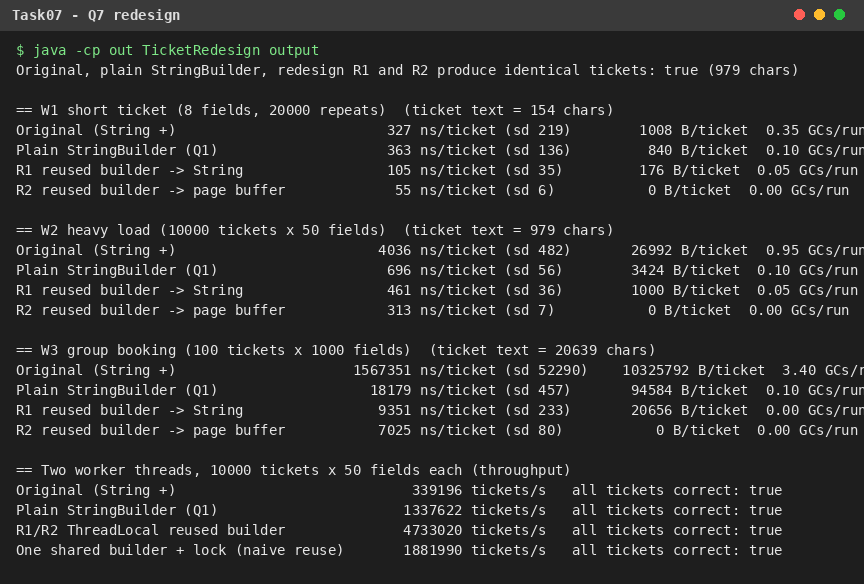 Task07 - Q7 redesign
$ java -cp out TicketRedesign output
Original, plain StringBuilder, redesign R1 and R2 produce identical tickets: true (979 chars)
== W1 short ticket (8 fields, 20000 repeats)  (ticket text = 154 chars)
Original (String +)                         327 ns/ticket (sd 219)        1008 B/ticket  0.35 GCs/run
Plain StringBuilder (Q1)                    363 ns/ticket (sd 136)         840 B/ticket  0.10 GCs/run
R1 reused builder -> String                 105 ns/ticket (sd 35)         176 B/ticket  0.05 GCs/run
R2 reused builder -> page buffer             55 ns/ticket (sd 6)           0 B/ticket  0.00 GCs/run
== W2 heavy load (10000 tickets x 50 fields)  (ticket text = 979 chars)
Original (String +)                        4036 ns/ticket (sd 482)       26992 B/ticket  0.95 GCs/run
Plain StringBuilder (Q1)                    696 ns/ticket (sd 56)        3424 B/ticket  0.10 GCs/run
R1 reused builder -> String                 461 ns/ticket (sd 36)        1000 B/ticket  0.05 GCs/run
R2 reused builder -> page buffer            313 ns/ticket (sd 7)           0 B/ticket  0.00 GCs/run
== W3 group booking (100 tickets x 1000 fields)  (ticket text = 20639 chars)
Original (String +)                     1567351 ns/ticket (sd 52290)    10325792 B/ticket  3.40 GCs/r
Plain StringBuilder (Q1)                  18179 ns/ticket (sd 457)       94584 B/ticket  0.10 GCs/run
R1 reused builder -> String                9351 ns/ticket (sd 233)       20656 B/ticket  0.00 GCs/run
R2 reused builder -> page buffer           7025 ns/ticket (sd 80)           0 B/ticket  0.00 GCs/run
== Two worker threads, 10000 tickets x 50 fields each (throughput)
Original (String +)                            339196 tickets/s   all tickets correct: true
Plain StringBuilder (Q1)                      1337622 tickets/s   all tickets correct: true
R1/R2 ThreadLocal reused builder              4733020 tickets/s   all tickets correct: true
One shared builder + lock (naive reuse)       1881990 tickets/s   all tickets correct: true